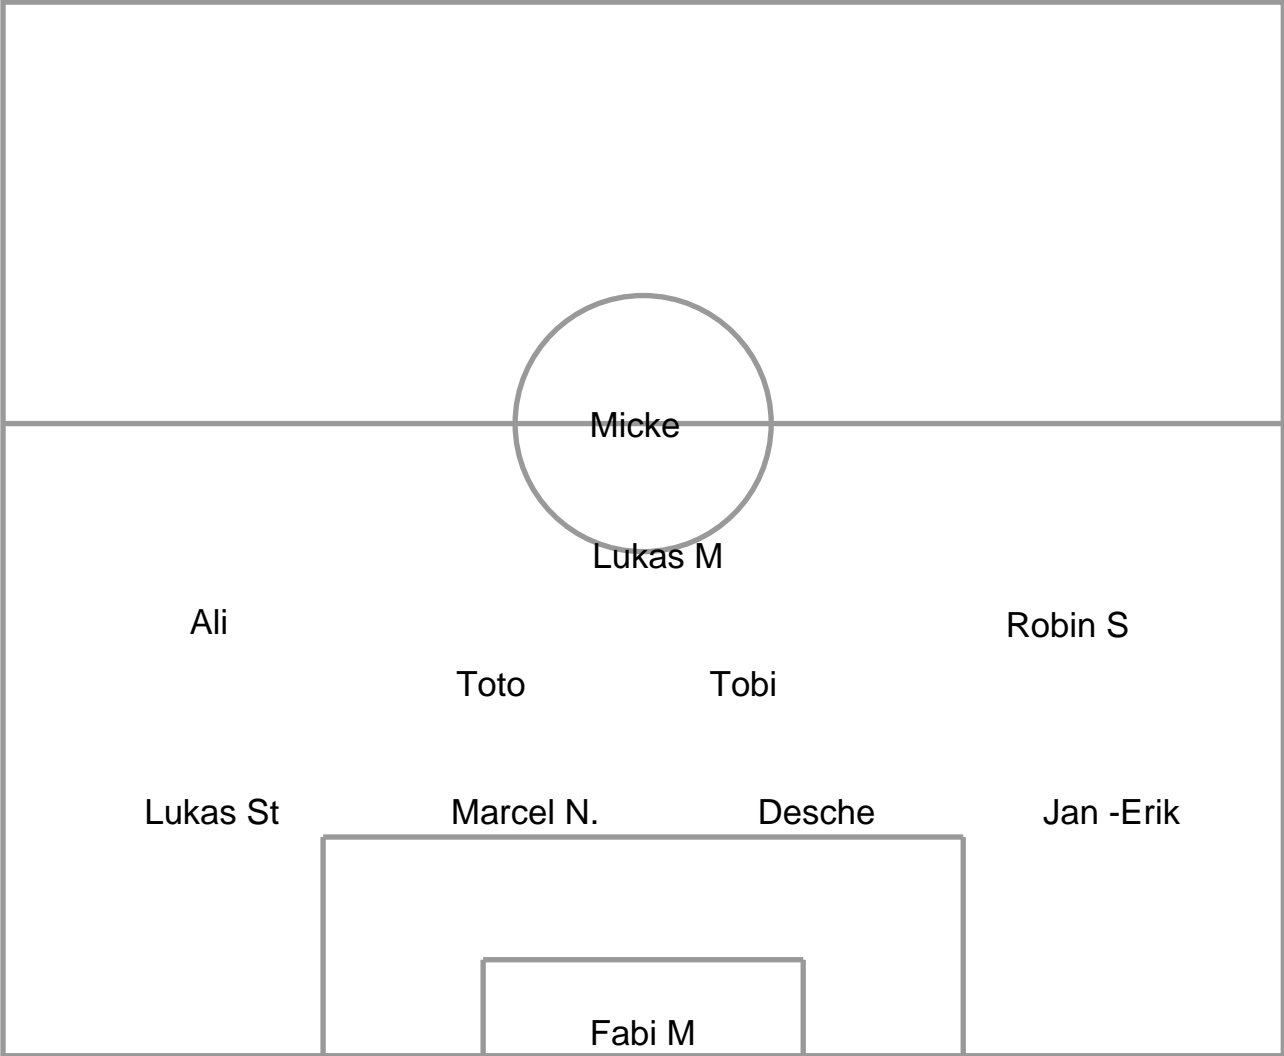 Micke
Lukas M
Ali
Robin S
Toto
Tobi
Lukas St
Marcel N.
Desche
Jan -Erik
Fabi M